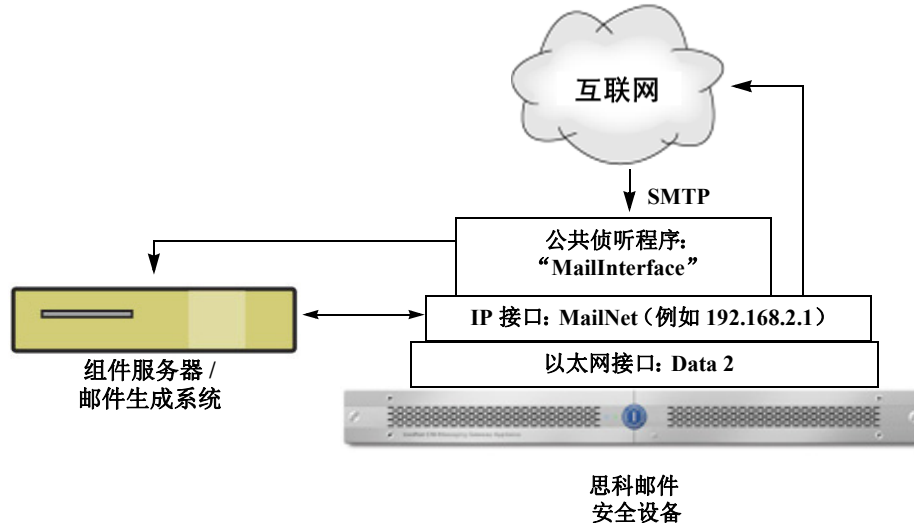 互联网
SMTP
公共侦听程序:
“MailInterface”
IP 接口: MailNet（例如 192.168.2.1）
以太网接口: Data 2
组件服务器 /
邮件生成系统
思科邮件
安全设备